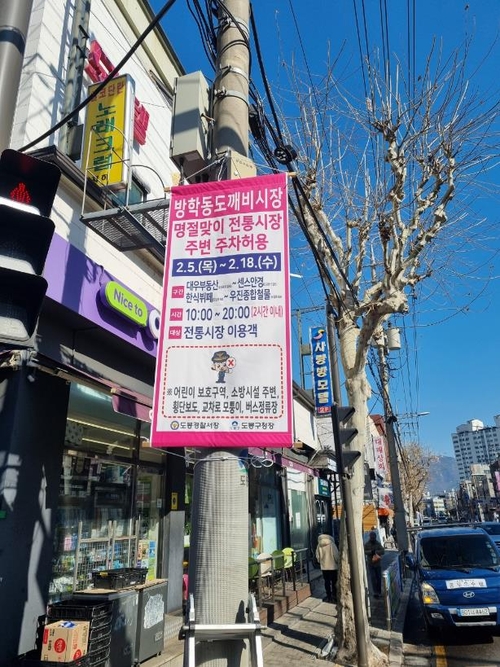 방학동도깨비시장
명절맞이 전통시장
주변 주차허용
2.5.(목) ~ 2.18.(수)
구간 대우부동산 ~ 센스안경
한식뷔페 ~ 우진종합철물
시간 10:00 ~ 20:00 (2시간 이내)
대상 전통시장 이용객
※ 어린이 보호구역, 소방시설 주변,
횡단보도, 교차로 모퉁이, 버스정류장
도봉경찰서장 도봉구청장
노래크럽
Nice to
S사방방모텔